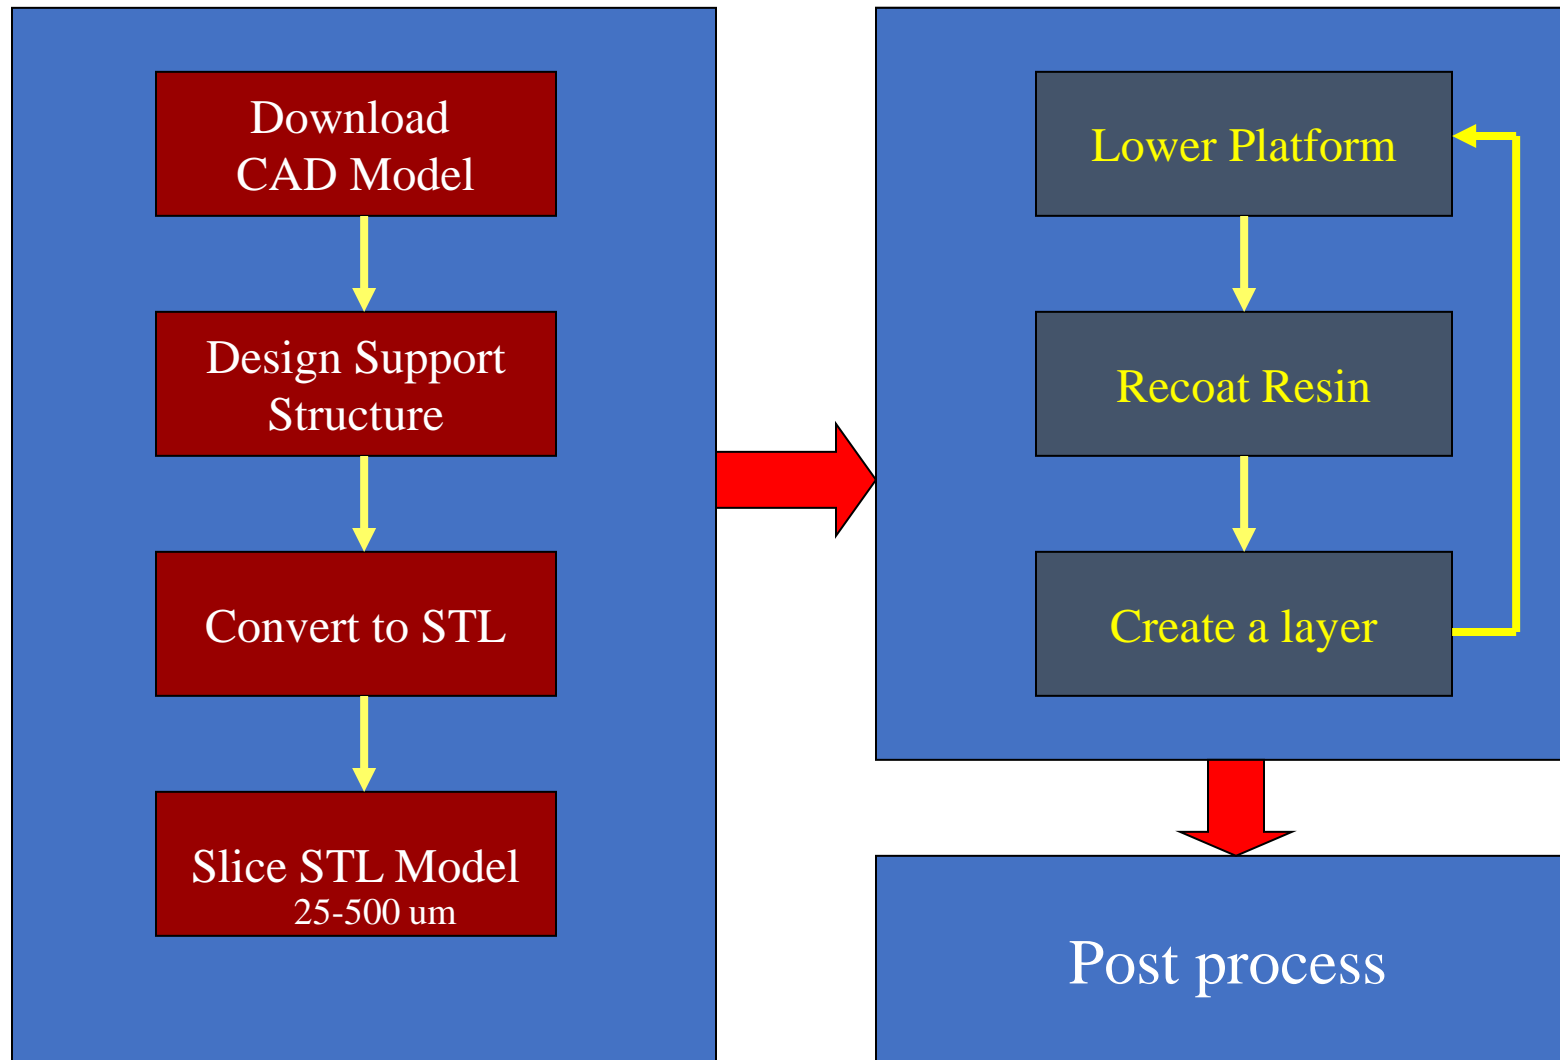 Download
CAD Model
Design Support
Structure
Convert to STL
Slice STL Model
25-500 um
Lower Platform
Recoat Resin
Create a layer
Post process